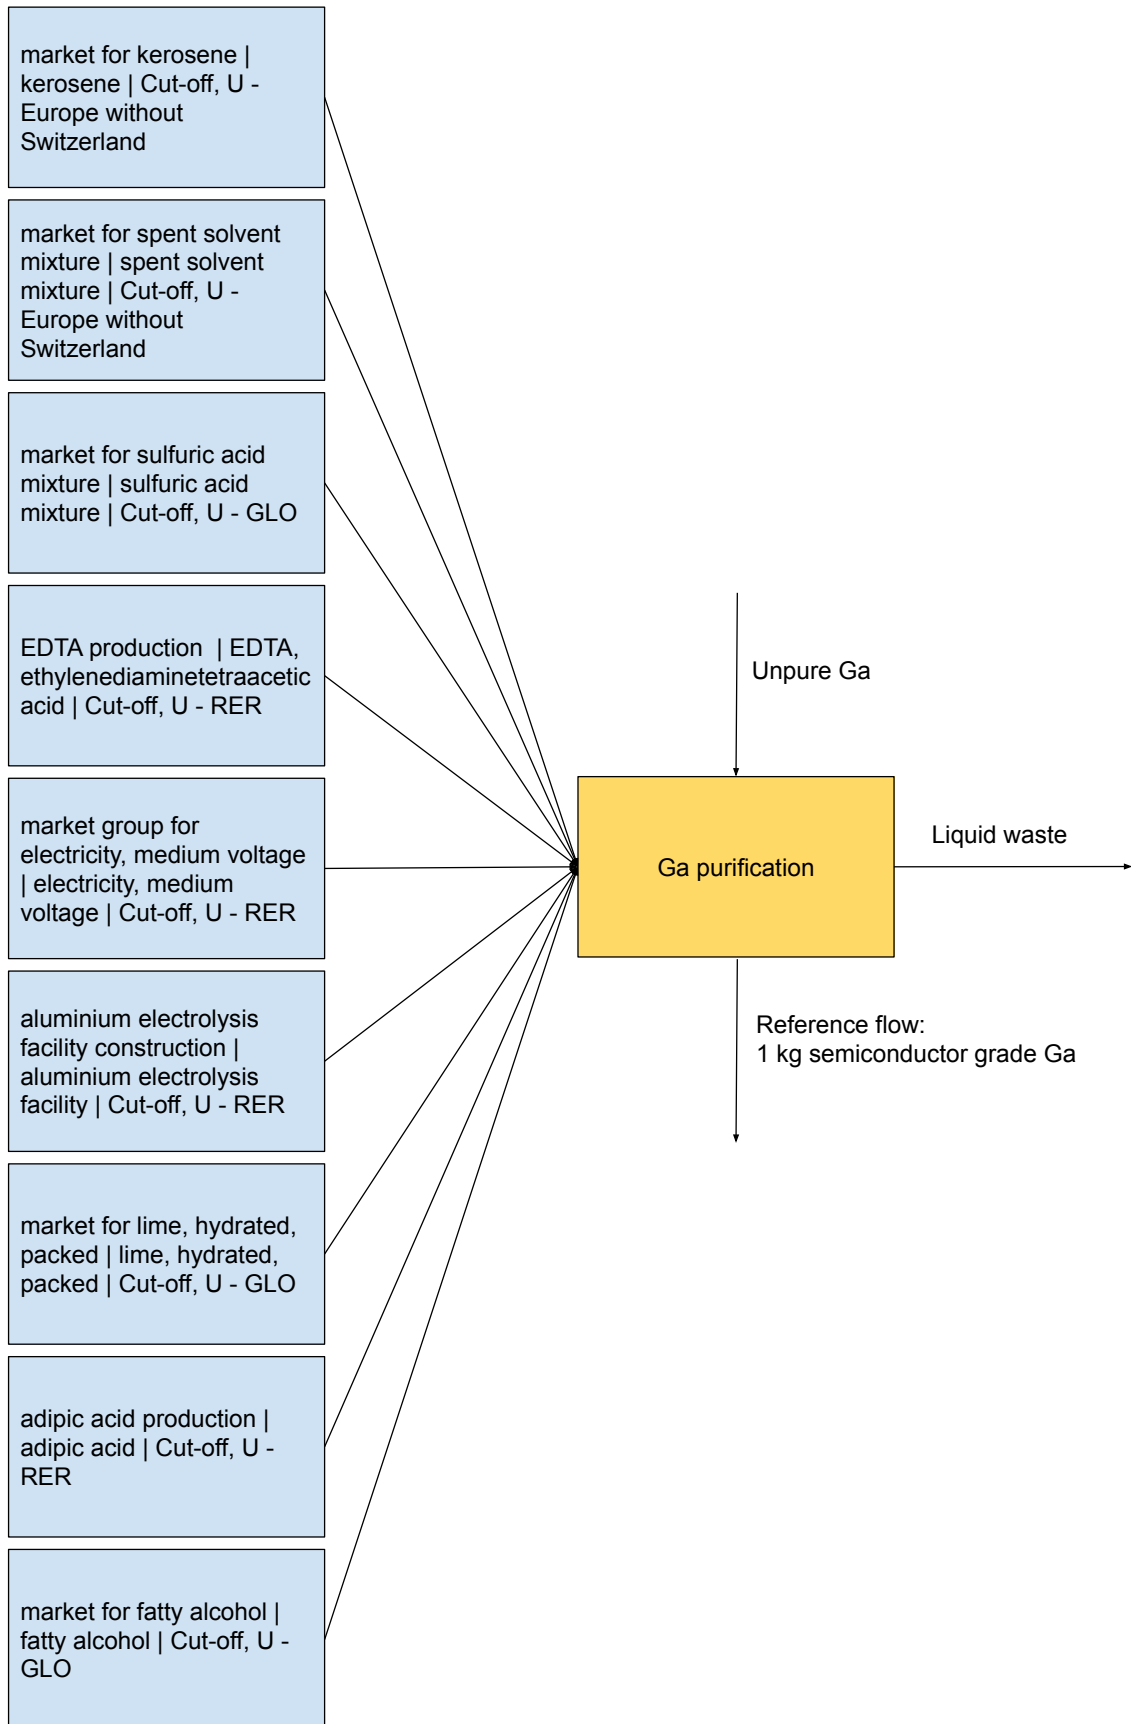 market for kerosene |
kerosene | Cut-off, U -
Europe without
Switzerland
market for spent solvent
mixture | spent solvent
mixture | Cut-off, U -
Europe without
Switzerland
market for sulfuric acid
mixture | sulfuric acid
mixture | Cut-off, U - GLO
EDTA production  | EDTA,
ethylenediaminetetraacetic
acid | Cut-off, U - RER
Unpure Ga
market group for
electricity, medium voltage
| electricity, medium
voltage | Cut-off, U - RER
Ga purification
Liquid waste
aluminium electrolysis
facility construction |
aluminium electrolysis
facility | Cut-off, U - RER
Reference flow:
1 kg semiconductor grade Ga
market for lime, hydrated,
packed | lime, hydrated,
packed | Cut-off, U - GLO
adipic acid production |
adipic acid | Cut-off, U -
RER
market for fatty alcohol |
fatty alcohol | Cut-off, U -
GLO